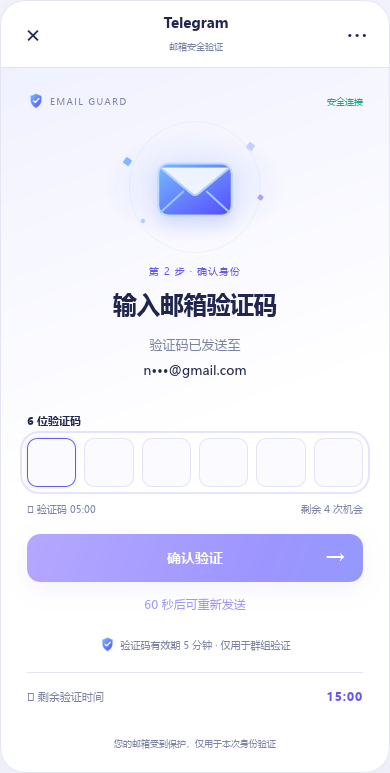 Telegram
邮箱安全验证
EMAIL GUARD
安全连接
第 2 步 · 确认身份
输入邮箱验证码
验证码已发送至
n•••@gmail.com
6 位验证码
验证码 05:00
剩余 4 次机会
确认验证 →
60 秒后可重新发送
验证码有效期 5 分钟 · 仅用于群组验证
剩余验证时间
15:00
您的邮箱受到保护，仅用于本次身份验证